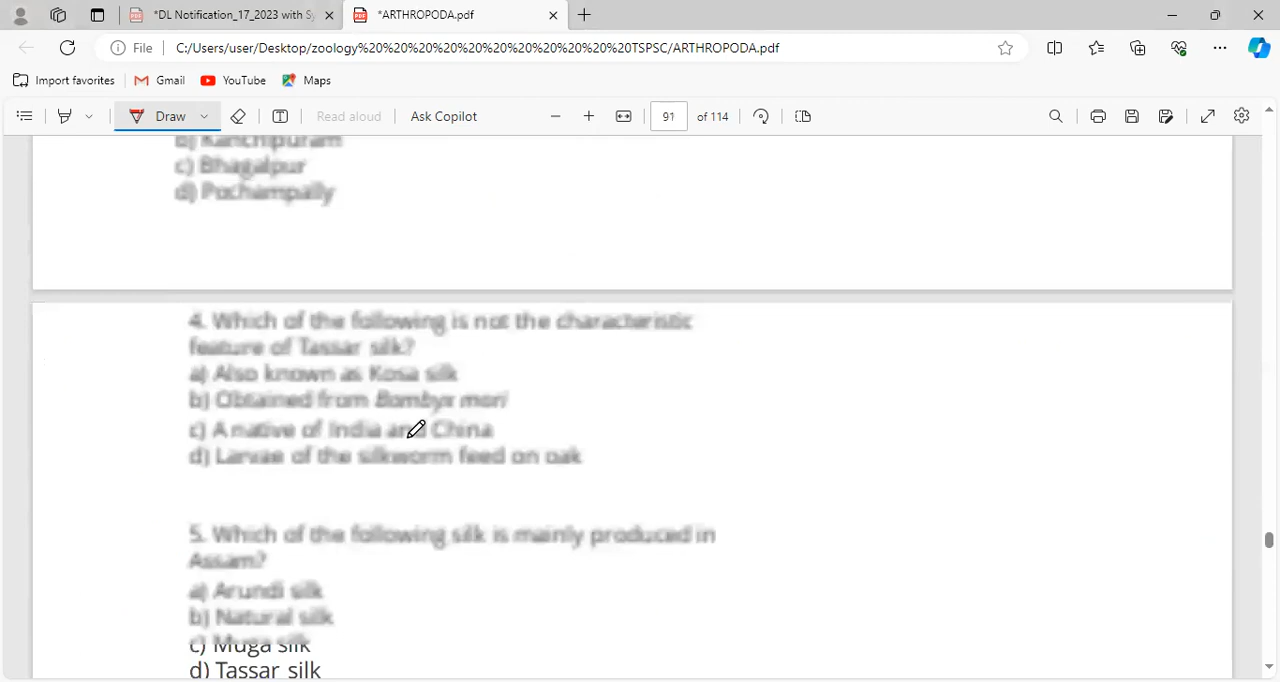 *DL Notification_17_2023 with Sy
*ARTHROPODA.pdf
File
C:/Users/user/Desktop/zoology%20%20%20%20%20%20%20%20%20%20%20TSPSC/ARTHROPODA.pdf
Import favorites
Gmail
YouTube
Maps
Draw
Read aloud
Ask Copilot
91
of 114
b) Kanchipuram
c) Bhagalpur
d) Pochampally
4. Which of the following is not the characteristic
feature of Tassar silk?
a) Also known as Kosa silk
b) Obtained from Bombyx mori
c) A native of India and China
d) Larvae of the silkworm feed on oak
5. Which of the following silk is mainly produced in
Assam?
a) Arundi silk
b) Natural silk
c) Muga silk
d) Tassar silk